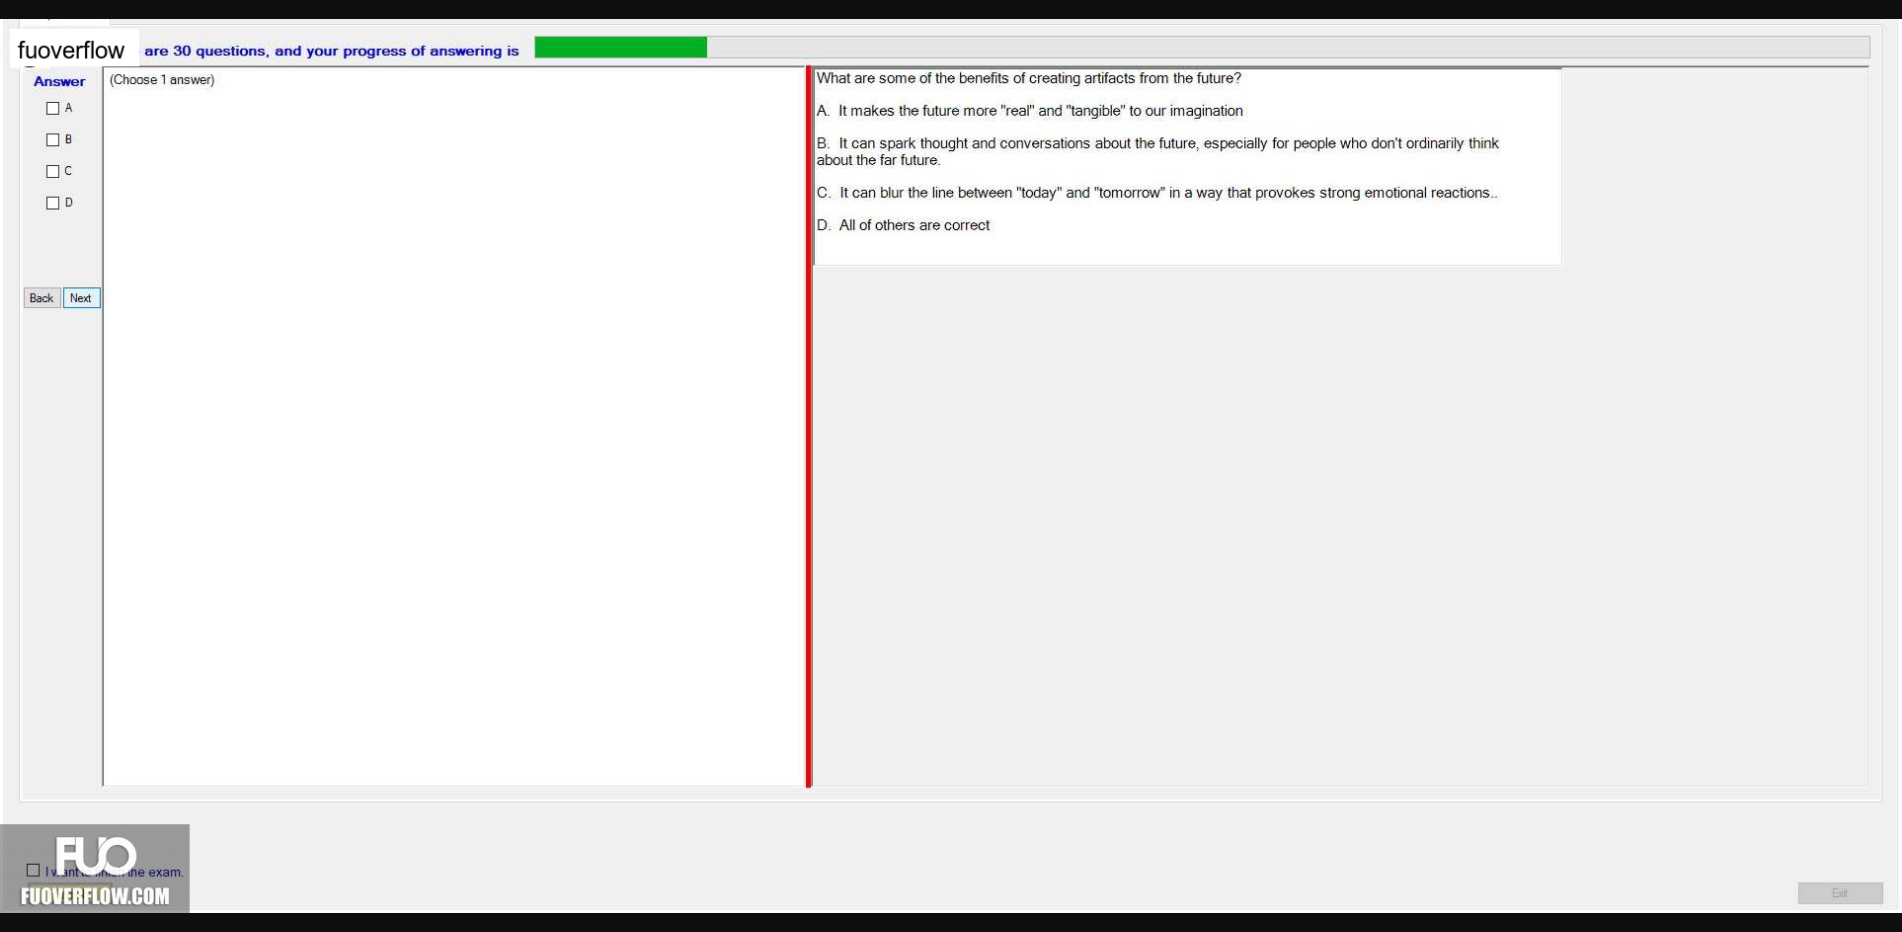 fuoverflow are 30 questions, and your progress of answering is
Answer
(Choose 1 answer)
A
B
C
D
Back Next
What are some of the benefits of creating artifacts from the future?
A. It makes the future more "real" and "tangible" to our imagination
B. It can spark thought and conversations about the future, especially for people who don't ordinarily think
about the far future.
C. It can blur the line between "today" and "tomorrow" in a way that provokes strong emotional reactions..
D. All of others are correct
FUO
I want to finish the exam.
FUOVERFLOW.COM
Exit